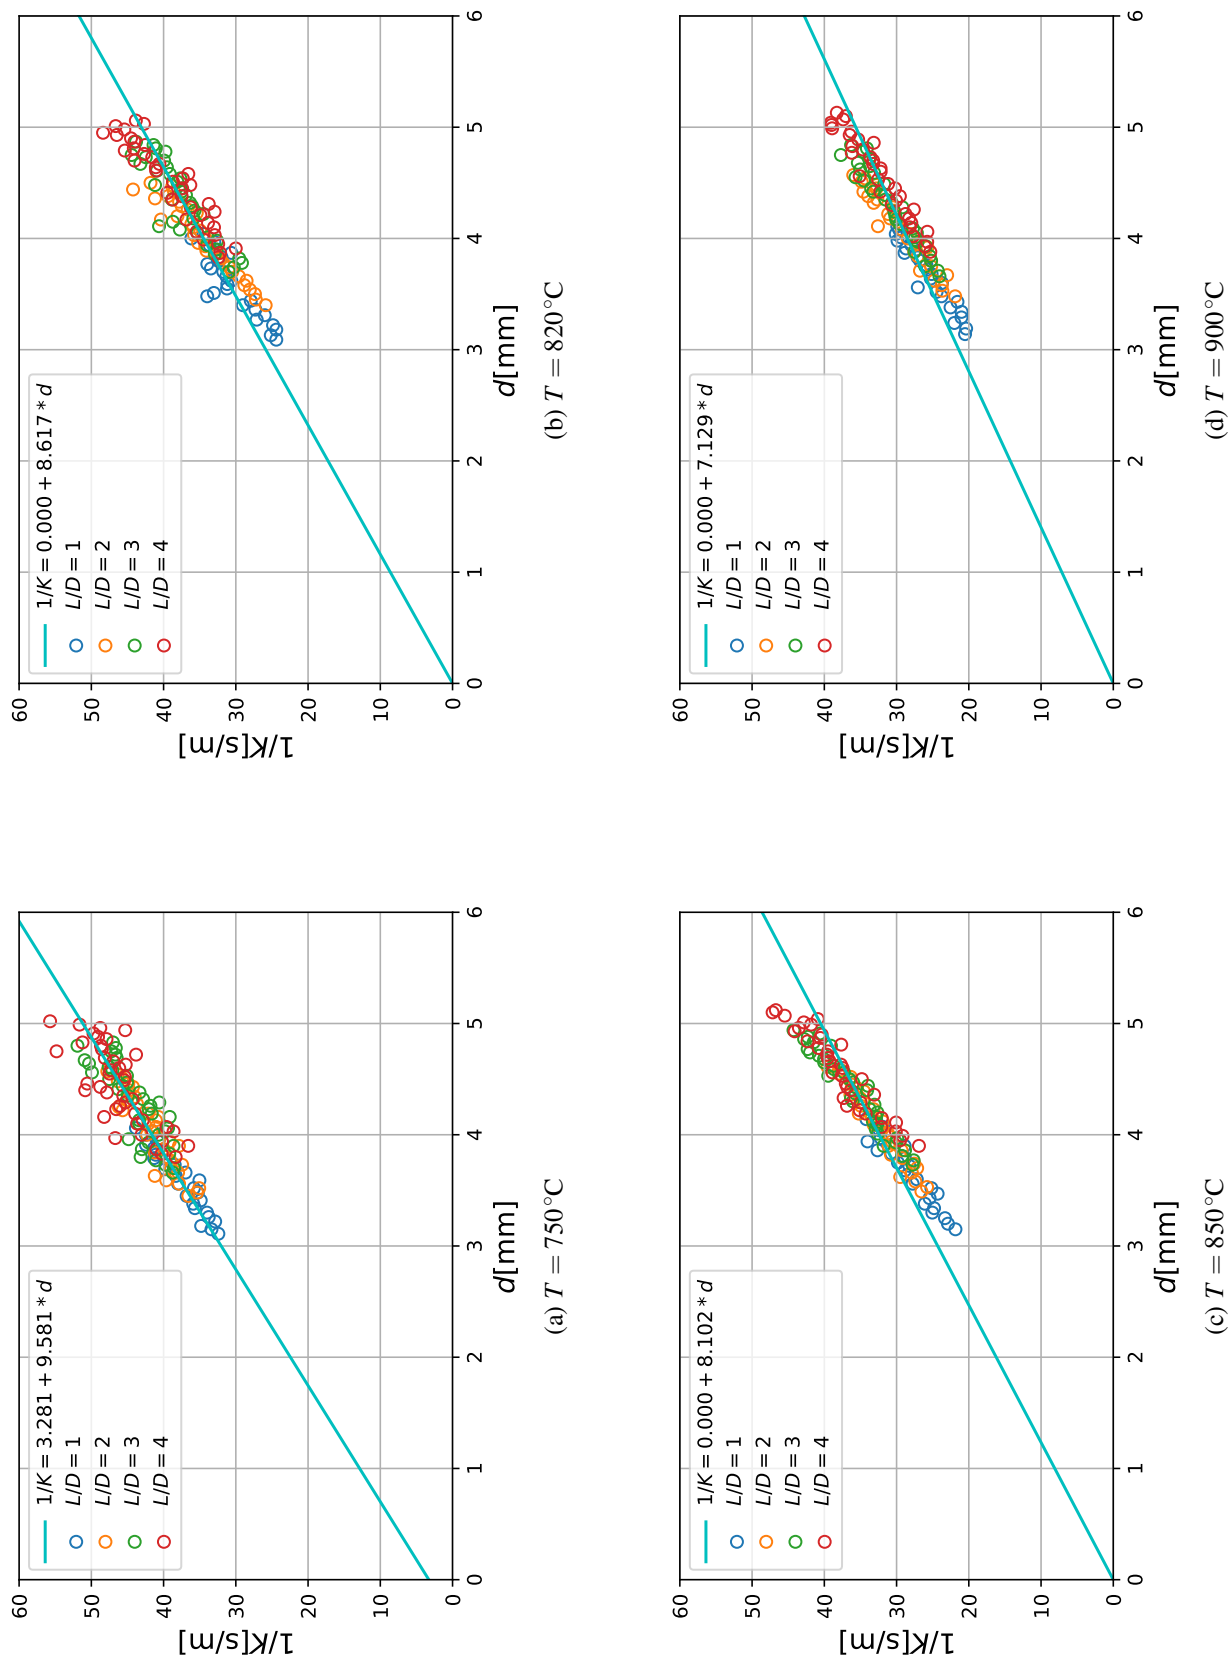 60
50
40
30
20
10
0
1/K[s/m]
1/K = 3.281 + 9.581 * d
L/D = 1
L/D = 2
L/D = 3
L/D = 4
0
1
2
3
4
5
6
d[mm]
(a) T = 750°C
60
50
40
30
20
10
0
1/K[s/m]
1/K = 0.000 + 8.617 * d
L/D = 1
L/D = 2
L/D = 3
L/D = 4
0
1
2
3
4
5
6
d[mm]
(b) T = 820°C
60
50
40
30
20
10
0
1/K[s/m]
1/K = 0.000 + 8.102 * d
L/D = 1
L/D = 2
L/D = 3
L/D = 4
0
1
2
3
4
5
6
d[mm]
(c) T = 850°C
60
50
40
30
20
10
0
1/K[s/m]
1/K = 0.000 + 7.129 * d
L/D = 1
L/D = 2
L/D = 3
L/D = 4
0
1
2
3
4
5
6
d[mm]
(d) T = 900°C